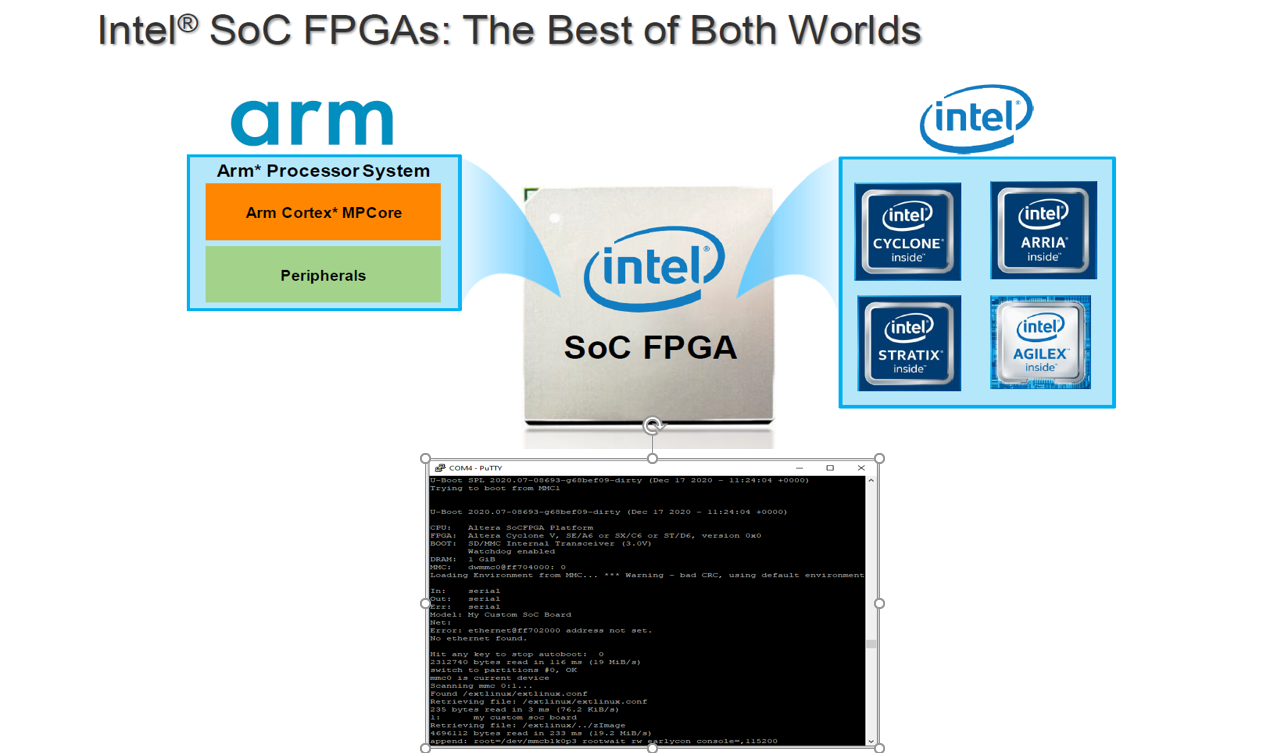 Intel® SoC FPGAs: The Best of Both Worlds
arm
Arm* Processor System
Arm Cortex* MPCore
Peripherals
intel®
SoC FPGA
intel®
intel®
CYCLONE®
inside™
intel®
ARRIA®
inside™
intel®
STRATIX®
inside™
intel®
AGILEX™
inside™
COM4 - PuTTY
U-Boot SPL 2020.07-08693-g68bef09-dirty (Dec 17 2020 - 11:24:04 +0000)
Trying to boot from MMC1
U-Boot 2020.07-08693-g68bef09-dirty (Dec 17 2020 - 11:24:04 +0000)
CPU: Altera SoCFPGA Platform
FPGA: Altera Cyclone V, SE/A6 or SX/C6 or ST/D6, version 0x0
BOOT: SD/MMC Internal Transceiver (3.0V)
Watchdog enabled
DRAM: 1 GiB
MMC: dwmmc0@ff704000: 0
Loading Environment from MMC... *** Warning - bad CRC, using default environment
In: serial
Out: serial
Err: serial
Model: My Custom SoC Board
Net:
Error: ethernet@ff702000 address not set.
No ethernet found.
Hit any key to stop autoboot: 0
2312740 bytes read in 116 ms (19 MiB/s)
switch to partitions #0, OK
mmc0 is current device
Scanning mmc 0:1...
Found /extlinux/extlinux.conf
Retrieving file: /extlinux/extlinux.conf
235 bytes read in 3 ms (76.2 KiB/s)
1: my custom soc board
Retrieving file: /extlinux/../zImage
4696112 bytes read in 233 ms (19.2 MiB/s)
append: root=/dev/mmcblk0p3 rootwait rw earlycon console=,115200